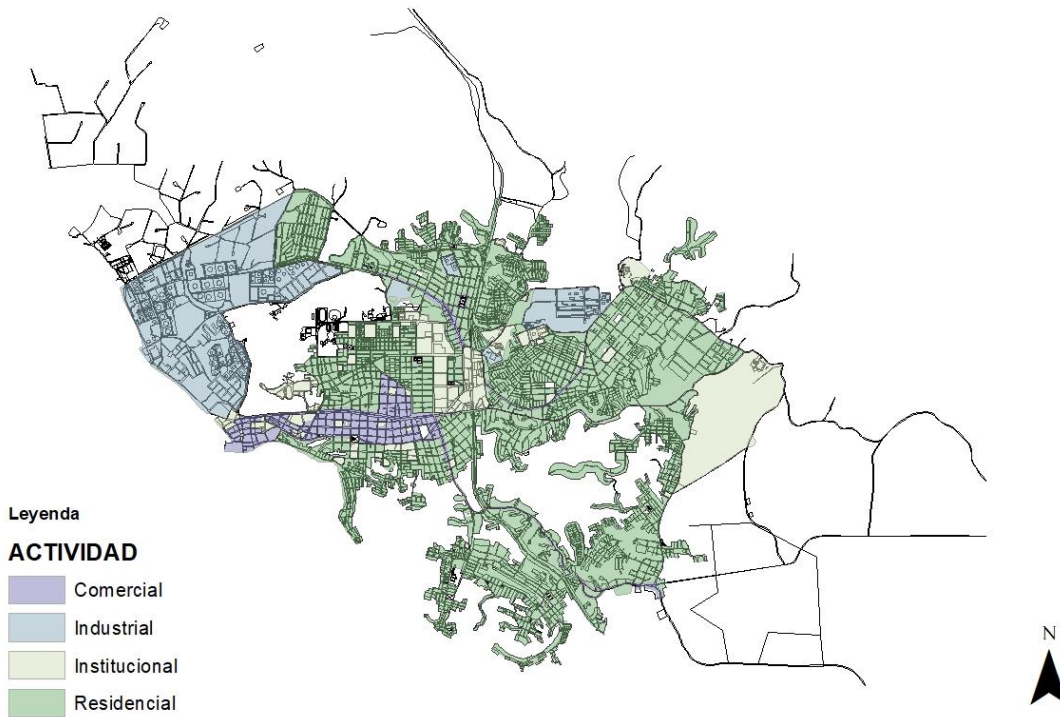 Leyenda
ACTIVIDAD
Comercial
Industrial
Institucional
Residencial
N